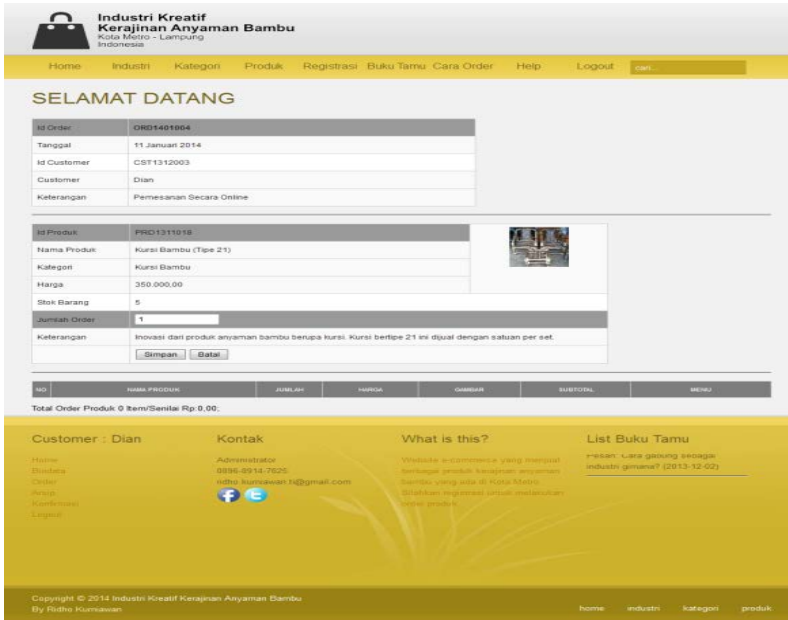 Industri Kreatif
Kerajinan Anyaman Bambu
Kota Metro - Lampung
Indonesia
Home Industri Kategori Produk Registrasi Buku Tamu Cara Order Help Logout cari...
SELAMAT DATANG
Id Order ORD1401004
Tanggal 11 Januari 2014
Id Customer CST1312003
Customer Dian
Keterangan Pemesanan Secara Online
Id Produk PRD1311018
Nama Produk Kursi Bambu (Tipe 21)
Kategori Kursi Bambu
Harga 350.000,00
Stok Barang 5
Jumlah Order 1
Keterangan Inovasi dari produk anyaman bambu berupa kursi. Kursi bertipe 21 ini dijual dengan satuan per set.
Simpan Batal
NO NAMA PRODUK JUMLAH HARGA GAMBAR SUBTOTAL MENU
Total Order Produk 0 Item/Senilai Rp.0,00;
Customer : Dian
Home
Biodata
Order
Arsip
Konfirmasi
Logout
Kontak
Administrator
0896-0914-7025
ridho.kurniawan.ti@gmail.com
What is this?
Website e-commerce yang menjual
berbagai produk kerajinan anyaman
bambu yang ada di Kota Metro.
Silahkan registrasi untuk melakukan
order produk
List Buku Tamu
Pesan: Cara gabung sebagai
industri gimana? (2013-12-02)
Copyright © 2014 Industri Kreatif Kerajinan Anyaman Bambu
By Ridho Kurniawan
home industri kategori produk